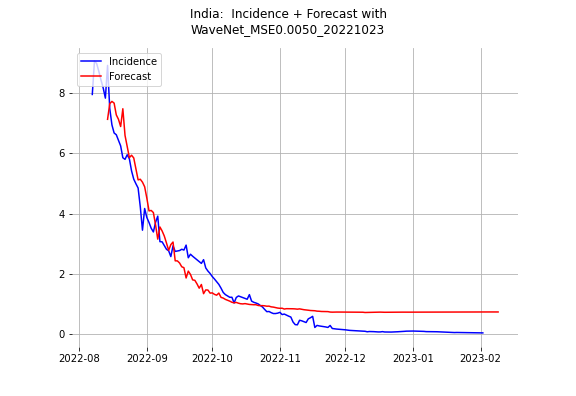 India:  Incidence + Forecast with
WaveNet_MSE0.0050_20221023
Incidence
Forecast
8
6
4
2
0
2022-08 2022-09 2022-10 2022-11 2022-12 2023-01 2023-02